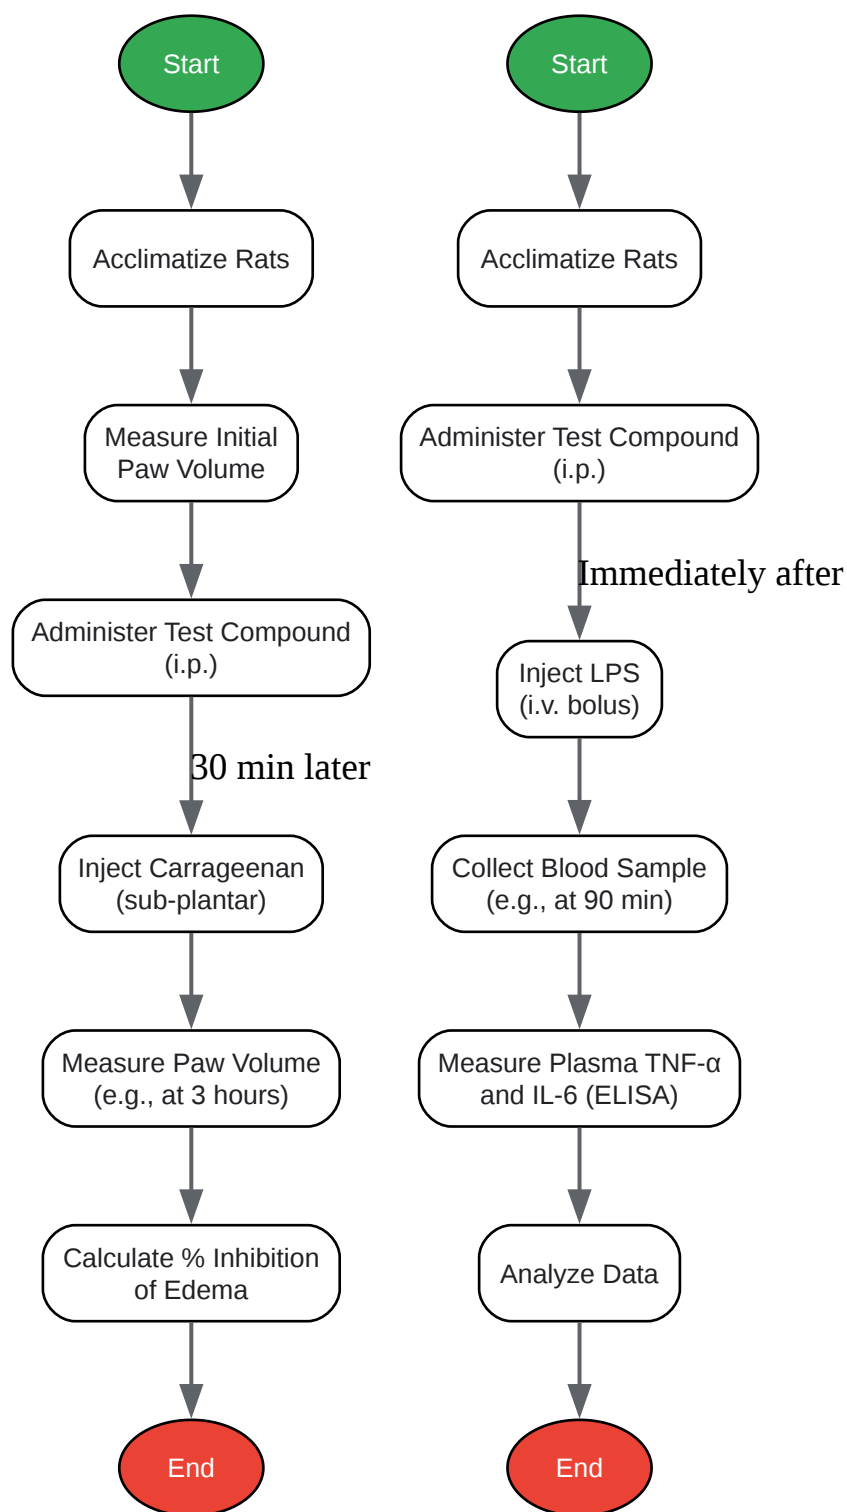 Start
Acclimatize Rats
Measure Initial
Paw Volume
Administer Test Compound
(i.p.)
30 min later
Inject Carrageenan
(sub-plantar)
Measure Paw Volume
(e.g., at 3 hours)
Calculate % Inhibition
of Edema
End
Start
Acclimatize Rats
Administer Test Compound
(i.p.)
Immediately after
Inject LPS
(i.v. bolus)
Collect Blood Sample
(e.g., at 90 min)
Measure Plasma TNF-α
and IL-6 (ELISA)
Analyze Data
End